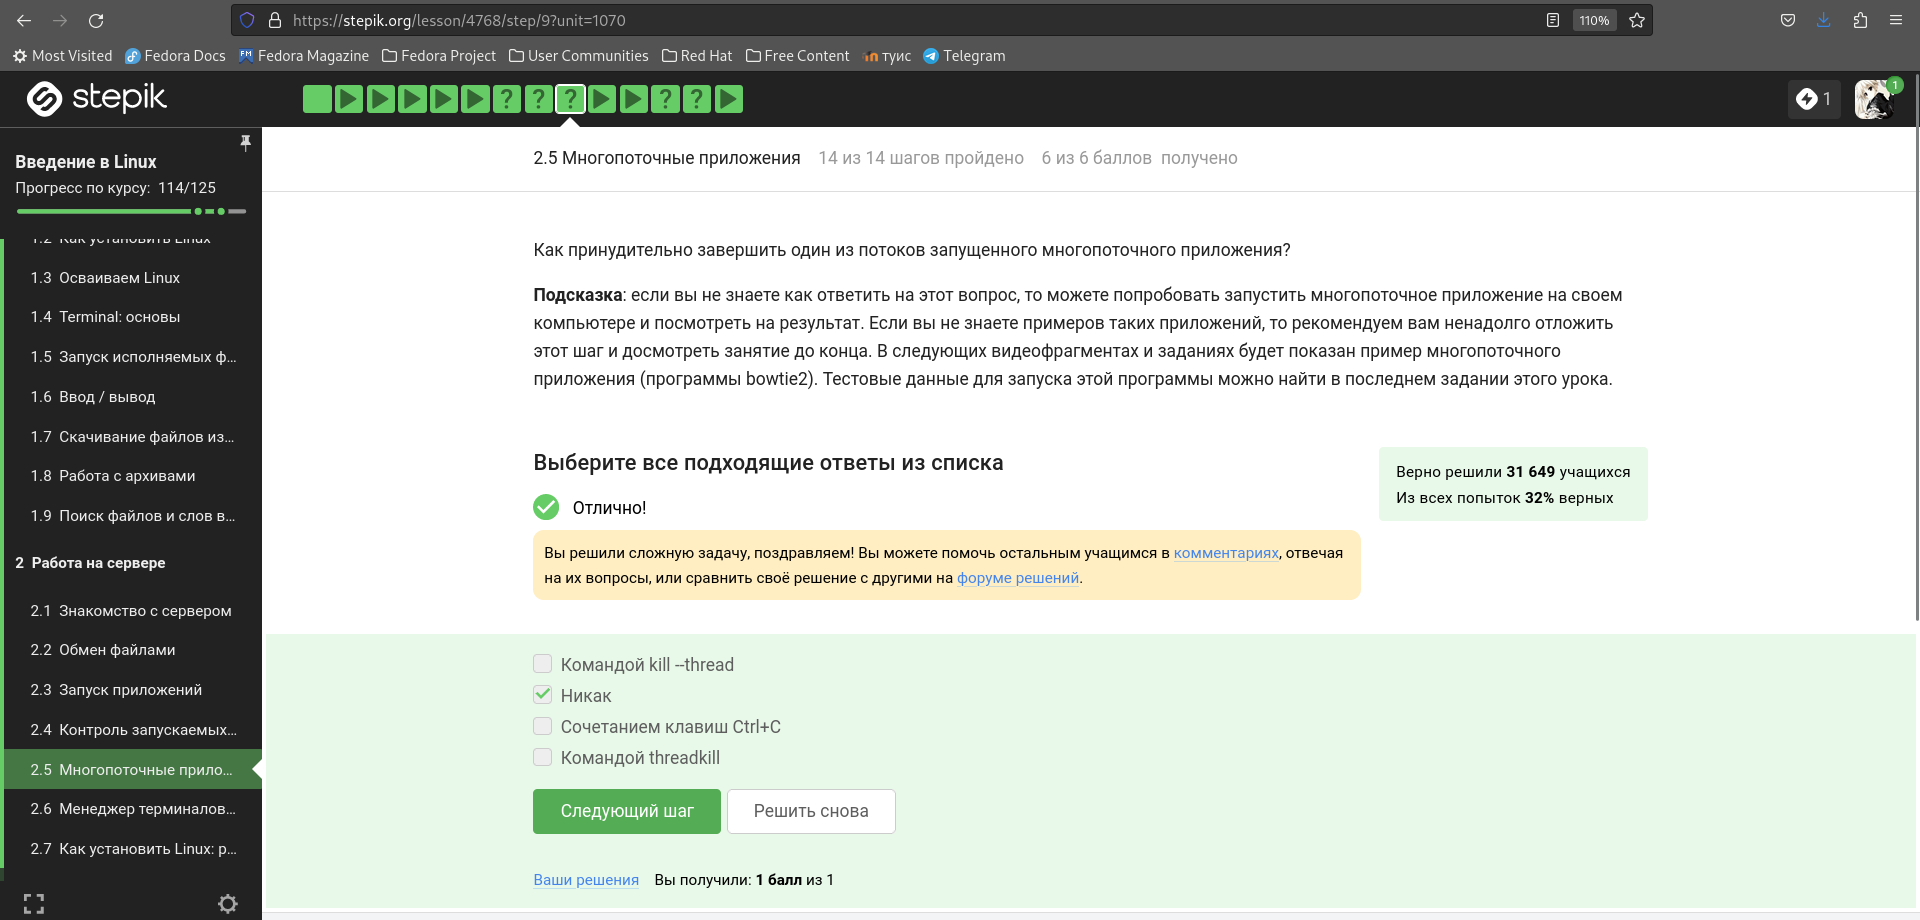 https://stepik.org/lesson/4768/step/9?unit=1070
110%
Most Visited
Fedora Docs
Fedora Magazine
Fedora Project
User Communities
Red Hat
Free Content
туис
Telegram
stepik
1
1
Введение в Linux
Прогресс по курсу: 114/125
1.2 Как установить Linux
1.3 Осваиваем Linux
1.4 Terminal: основы
1.5 Запуск исполняемых ф...
1.6 Ввод / вывод
1.7 Скачивание файлов из...
1.8 Работа с архивами
1.9 Поиск файлов и слов в...
2 Работа на сервере
2.1 Знакомство с сервером
2.2 Обмен файлами
2.3 Запуск приложений
2.4 Контроль запускаемых...
2.5 Многопоточные прило...
2.6 Менеджер терминалов...
2.7 Как установить Linux: р...
2.5 Многопоточные приложения 14 из 14 шагов пройдено 6 из 6 баллов получено
Как принудительно завершить один из потоков запущенного многопоточного приложения?
Подсказка: если вы не знаете как ответить на этот вопрос, то можете попробовать запустить многопоточное приложение на своем
компьютере и посмотреть на результат. Если вы не знаете примеров таких приложений, то рекомендуем вам ненадолго отложить
этот шаг и досмотреть занятие до конца. В следующих видеофрагментах и заданиях будет показан пример многопоточного
приложения (программы bowtie2). Тестовые данные для запуска этой программы можно найти в последнем задании этого урока.
Выберите все подходящие ответы из списка
Верно решили 31 649 учащихся
Из всех попыток 32% верных
Отлично!
Вы решили сложную задачу, поздравляем! Вы можете помочь остальным учащимся в комментариях, отвечая
на их вопросы, или сравнить своё решение с другими на форуме решений.
Командой kill --thread
Никак
Сочетанием клавиш Ctrl+C
Командой threadkill
Следующий шаг
Решить снова
Ваши решения Вы получили: 1 балл из 1